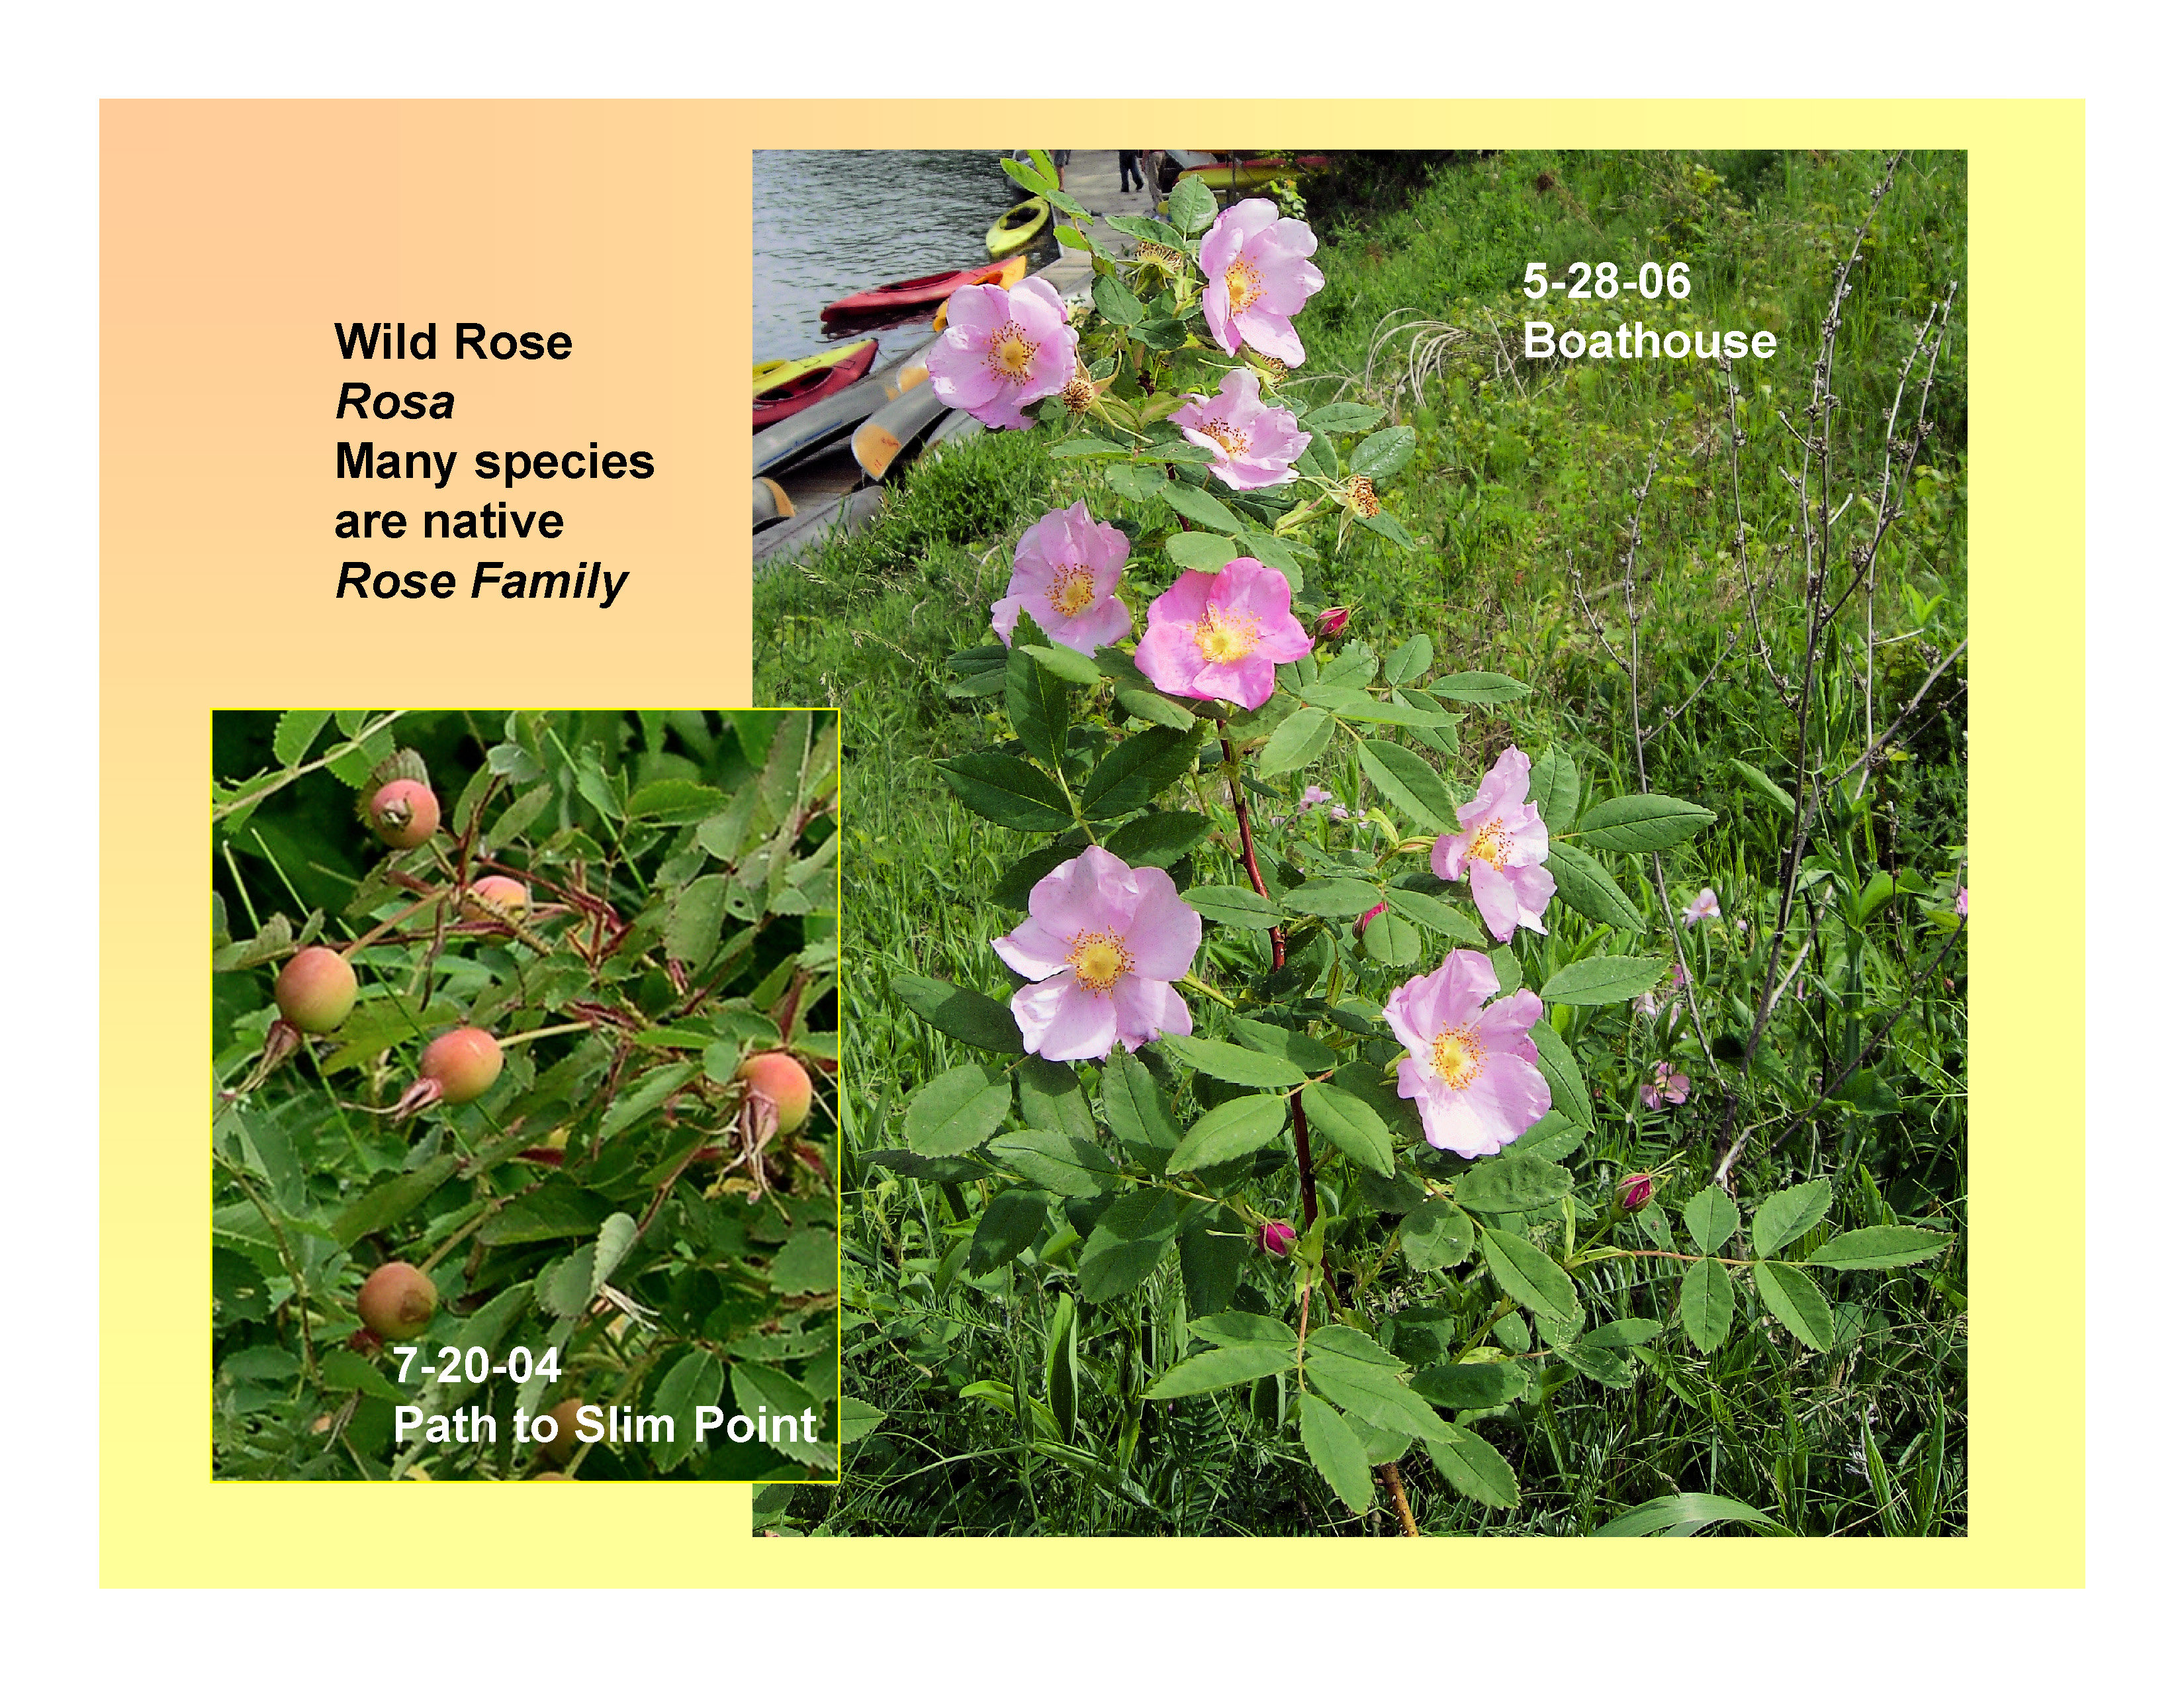 Wild Rose
Rosa
Many species
are native
Rose Family
5-28-06
Boathouse
7-20-04
Path to Slim Point